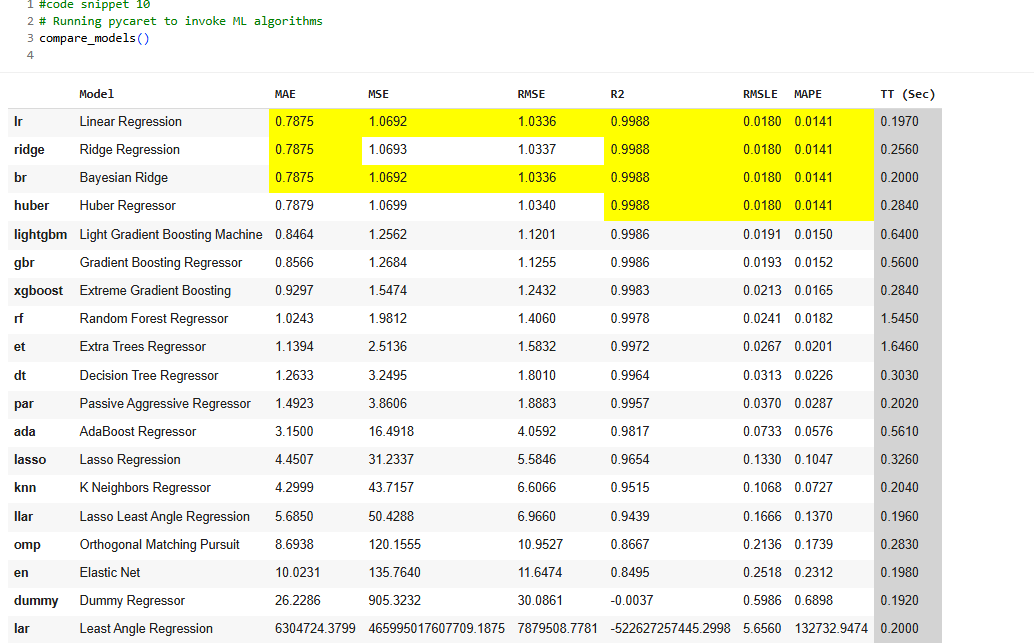 1 #code snippet 10
2 # Running pycaret to invoke ML algorithms
3 compare_models()
4
Model MAE MSE RMSE R2 RMSLE MAPE TT (Sec)
lr Linear Regression 0.7875 1.0692 1.0336 0.9988 0.0180 0.0141 0.1970
ridge Ridge Regression 0.7875 1.0693 1.0337 0.9988 0.0180 0.0141 0.2560
br Bayesian Ridge 0.7875 1.0692 1.0336 0.9988 0.0180 0.0141 0.2000
huber Huber Regressor 0.7879 1.0699 1.0340 0.9988 0.0180 0.0141 0.2840
lightgbm Light Gradient Boosting Machine 0.8464 1.2562 1.1201 0.9986 0.0191 0.0150 0.6400
gbr Gradient Boosting Regressor 0.8566 1.2684 1.1255 0.9986 0.0193 0.0152 0.5600
xgboost Extreme Gradient Boosting 0.9297 1.5474 1.2432 0.9983 0.0213 0.0165 0.2840
rf Random Forest Regressor 1.0243 1.9812 1.4060 0.9978 0.0241 0.0182 1.5450
et Extra Trees Regressor 1.1394 2.5136 1.5832 0.9972 0.0267 0.0201 1.6460
dt Decision Tree Regressor 1.2633 3.2495 1.8010 0.9964 0.0313 0.0226 0.3030
par Passive Aggressive Regressor 1.4923 3.8606 1.8883 0.9957 0.0370 0.0287 0.2020
ada AdaBoost Regressor 3.1500 16.4918 4.0592 0.9817 0.0733 0.0576 0.5610
lasso Lasso Regression 4.4507 31.2337 5.5846 0.9654 0.1330 0.1047 0.3260
knn K Neighbors Regressor 4.2999 43.7157 6.6066 0.9515 0.1068 0.0727 0.2040
llar Lasso Least Angle Regression 5.6850 50.4288 6.9660 0.9439 0.1666 0.1370 0.1960
omp Orthogonal Matching Pursuit 8.6938 120.1555 10.9527 0.8667 0.2136 0.1739 0.2830
en Elastic Net 10.0231 135.7640 11.6474 0.8495 0.2518 0.2312 0.1980
dummy Dummy Regressor 26.2286 905.3232 30.0861 -0.0037 0.5986 0.6898 0.1920
lar Least Angle Regression 6304724.3799 465995017607709.1875 7879508.7781 -522627257445.2998 5.6560 132732.9474 0.2000